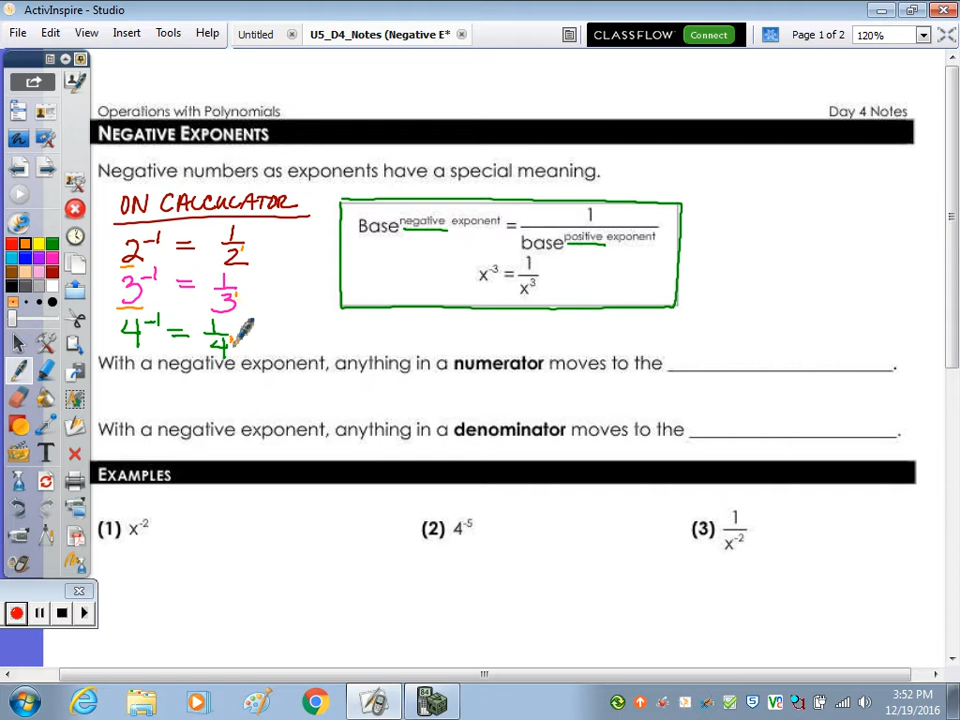 ActivInspire - Studio
File Edit View Insert Tools Help Untitled U5_D4_Notes (Negative E* CLASSFLOW Connect Page 1 of 2 120%
Operations with Polynomials Day 4 Notes
NEGATIVE EXPONENTS
Negative numbers as exponents have a special meaning.
ON CALCULATOR
2⁻¹ = 1/2
3⁻¹ = 1/3
4⁻¹ = 1/4
Base^negative exponent = 1/base^positive exponent
x⁻³ = 1/x³
With a negative exponent, anything in a numerator moves to the ____________________.
With a negative exponent, anything in a denominator moves to the ____________________.
EXAMPLES
(1) x⁻² (2) 4⁻⁵ (3) 1/x⁻²
3:52 PM
12/19/2016